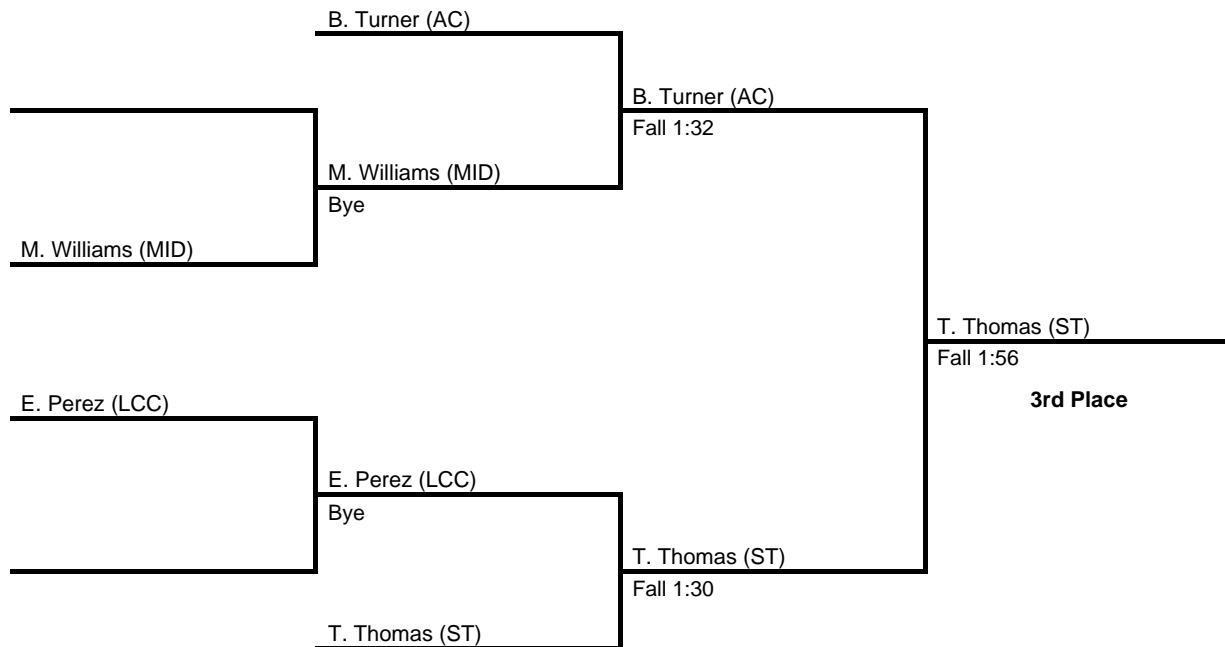 B. Turner (AC)
B. Turner (AC)
Fall 1:32
M. Williams (MID)
Bye
M. Williams (MID)
T. Thomas (ST)
Fall 1:56
3rd Place
E. Perez (LCC)
E. Perez (LCC)
Bye
T. Thomas (ST)
Fall 1:30
T. Thomas (ST)